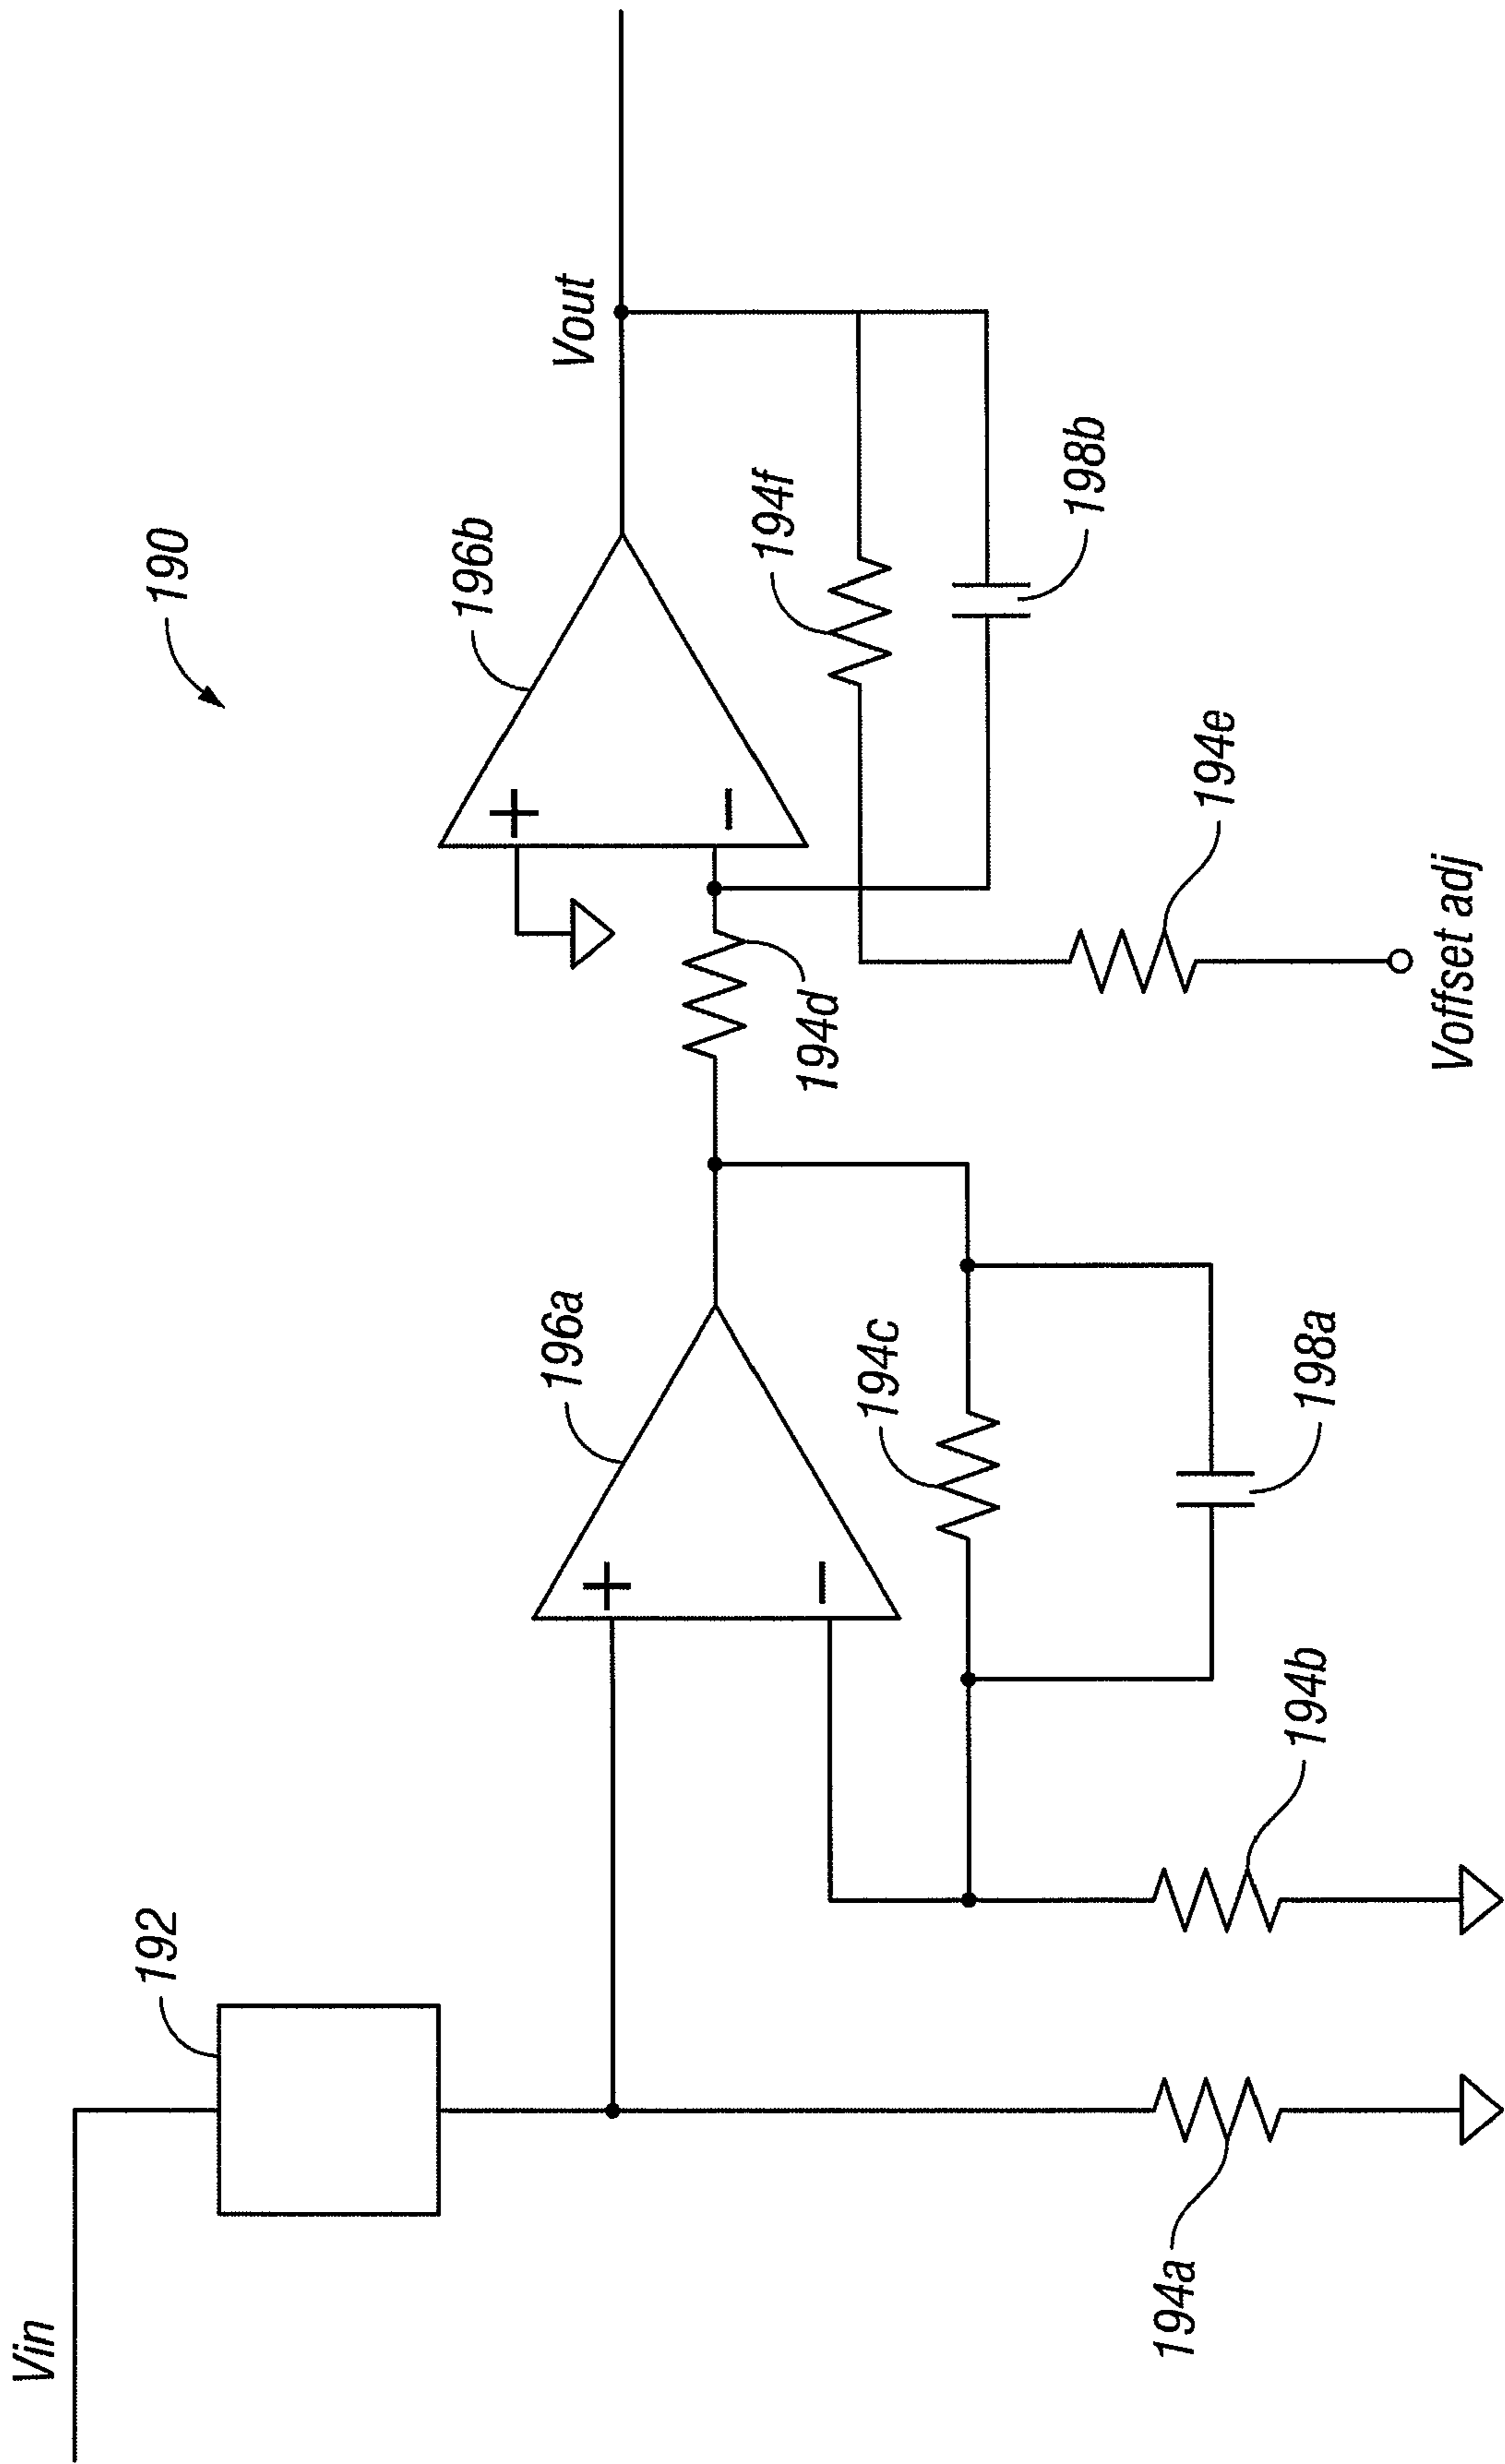 190
Vin
192
196a
196b
Vout
194d
194f
198b
194c
198a
194e
194a
194b
Voffset adj
+
−
+
−